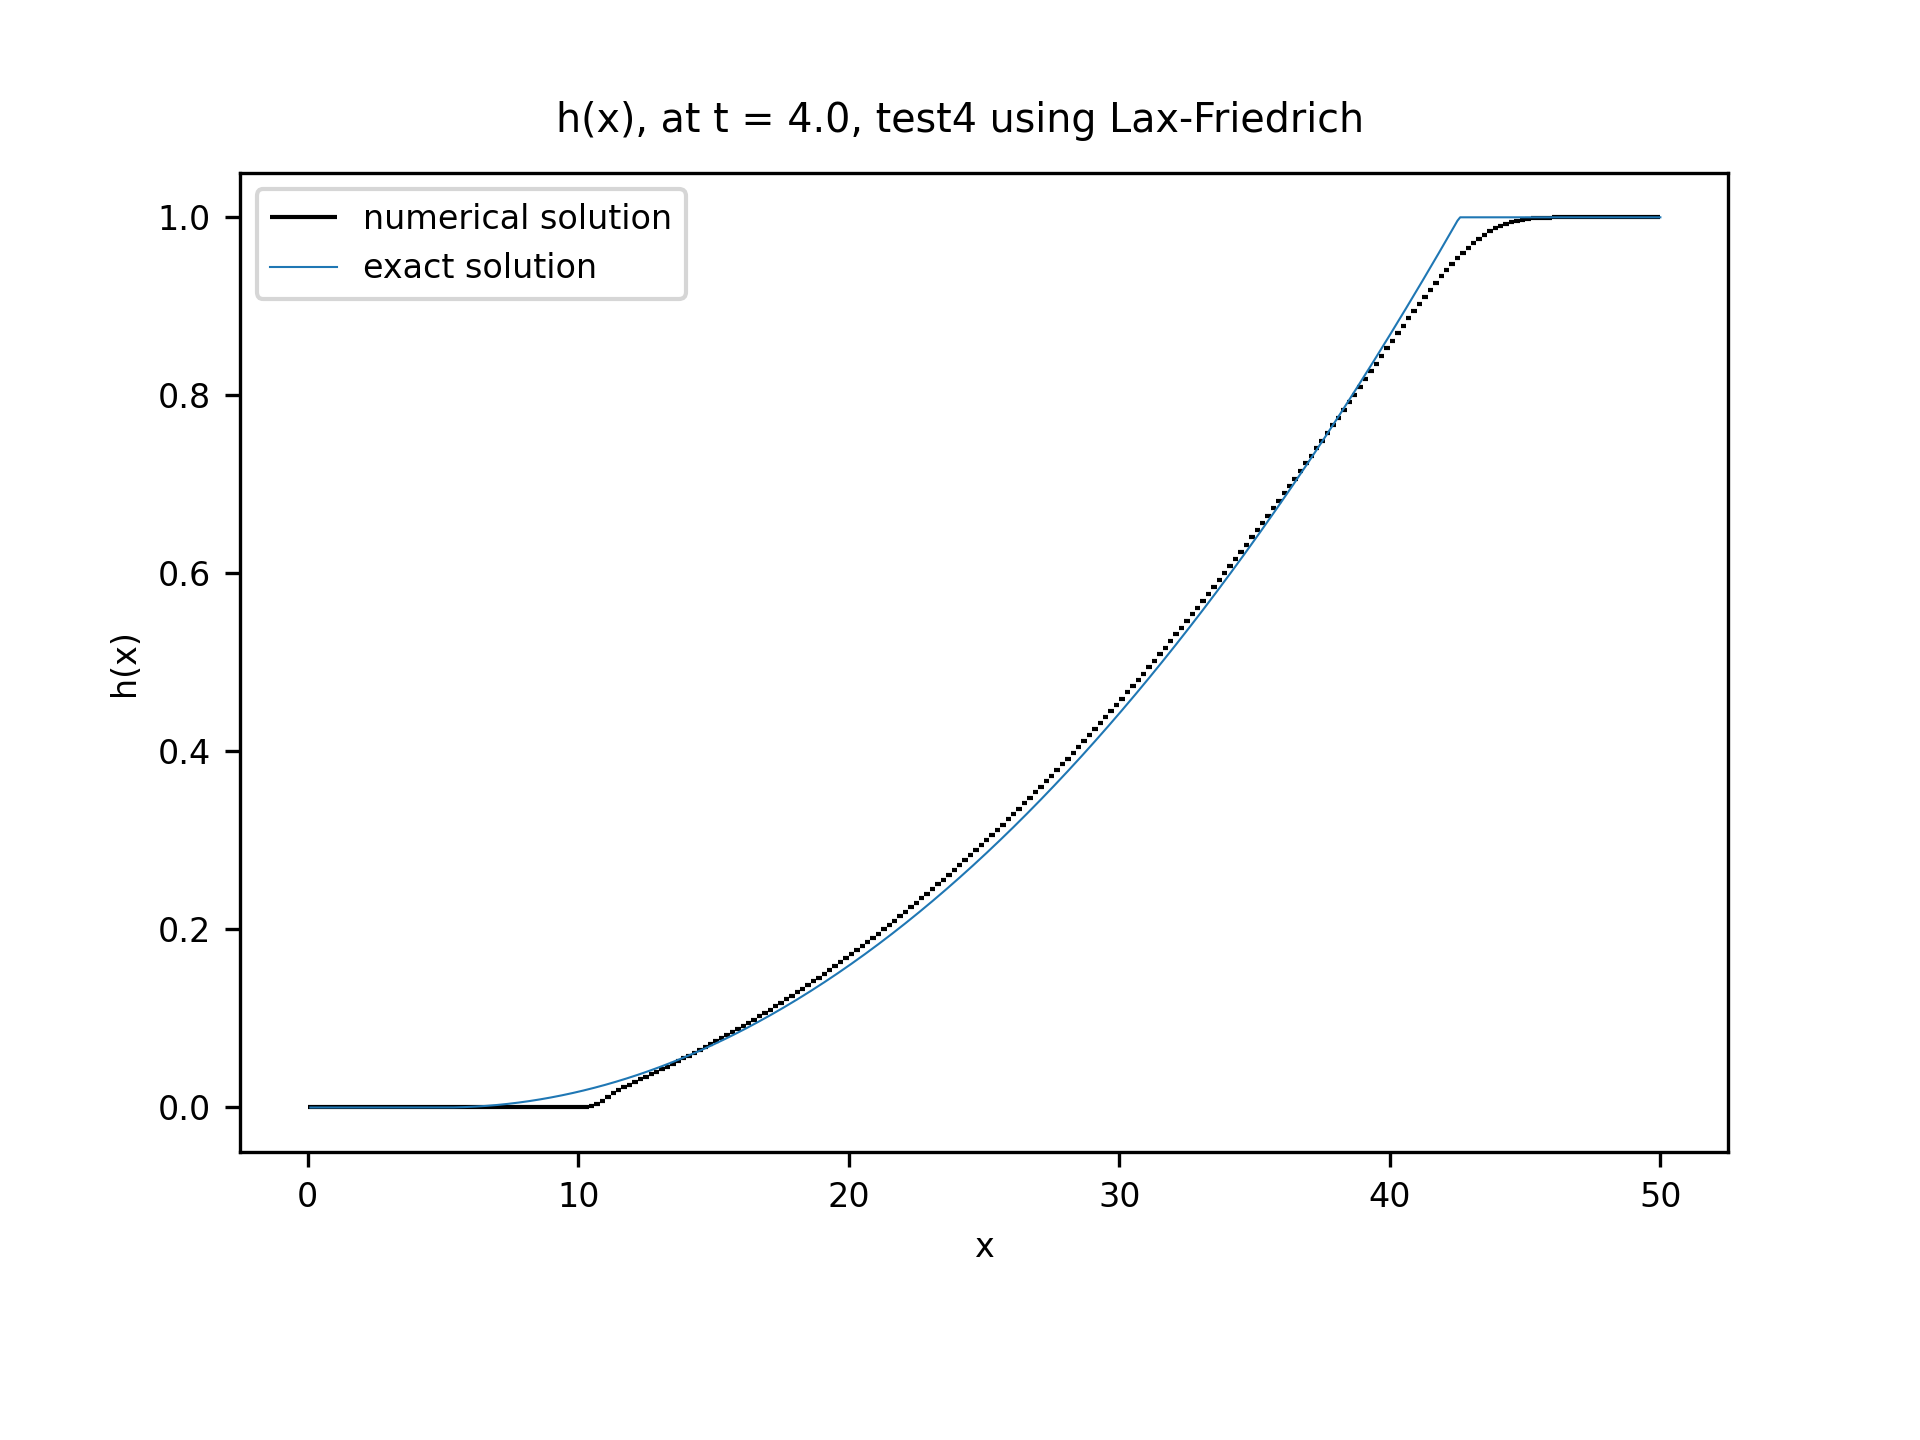 h(x), at t = 4.0, test4 using Lax-Friedrich
numerical solution
exact solution
1.0
0.8
0.6
0.4
0.2
0.0
h(x)
0 10 20 30 40 50
x